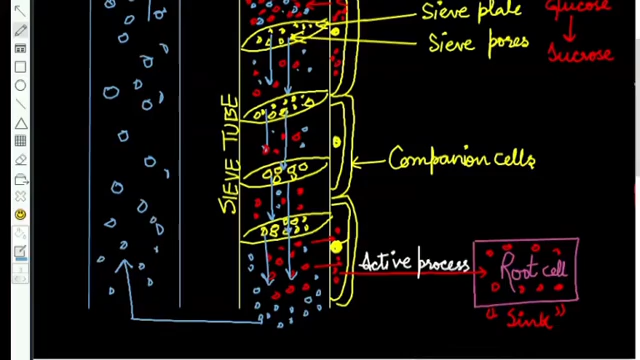 Glucose
Sieve plate
Sieve pores
Sucrose
SIEVE TUBE
Companion cells
Active process
Root cell
"Sink"